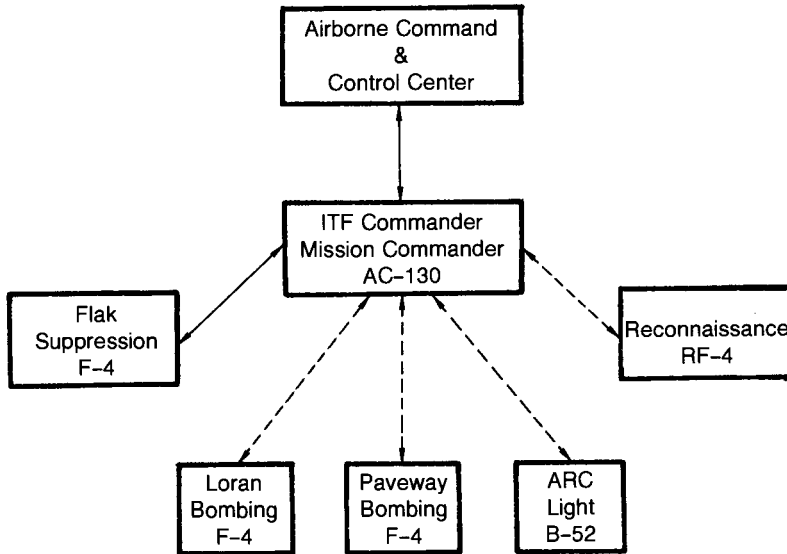 Airborne Command
&
Control Center
ITF Commander
Mission Commander
AC-130
Flak
Suppression
F-4
Reconnaissance
RF-4
Loran
Bombing
F-4
Paveway
Bombing
F-4
ARC
Light
B-52